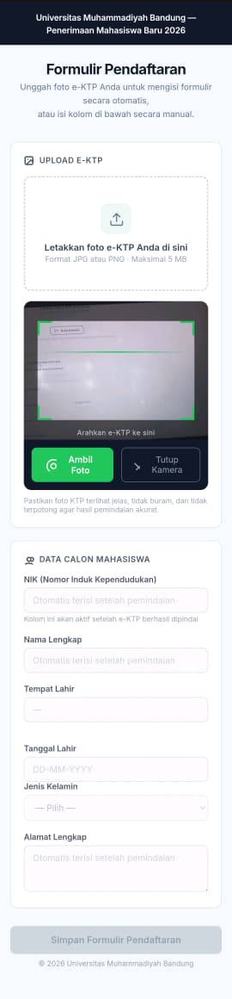 Universitas Muhammadiyah Bandung —
Penerimaan Mahasiswa Baru 2026
Formulir Pendaftaran
Unggah foto e-KTP Anda untuk mengisi formulir
secara otomatis,
atau isi kolom di bawah secara manual.
UPLOAD E-KTP
Letakkan foto e-KTP Anda di sini
Format JPG atau PNG · Maksimal 5 MB
Arahkan e-KTP ke sini
Ambil
Foto
Tutup
Kamera
Pastikan foto KTP terlihat jelas, tidak buram, dan tidak
terpotong agar hasil pemindaian akurat.
DATA CALON MAHASISWA
NIK (Nomor Induk Kependudukan)
Otomatis terisi setelah pemindaian
Kolom ini akan aktif setelah e-KTP berhasil dipindai
Nama Lengkap
Otomatis terisi setelah pemindaian
Tempat Lahir
—
Tanggal Lahir
DD-MM-YYYY
Jenis Kelamin
— Pilih —
Alamat Lengkap
Otomatis terisi setelah pemindaian
Simpan Formulir Pendaftaran
© 2026 Universitas Muhammadiyah Bandung